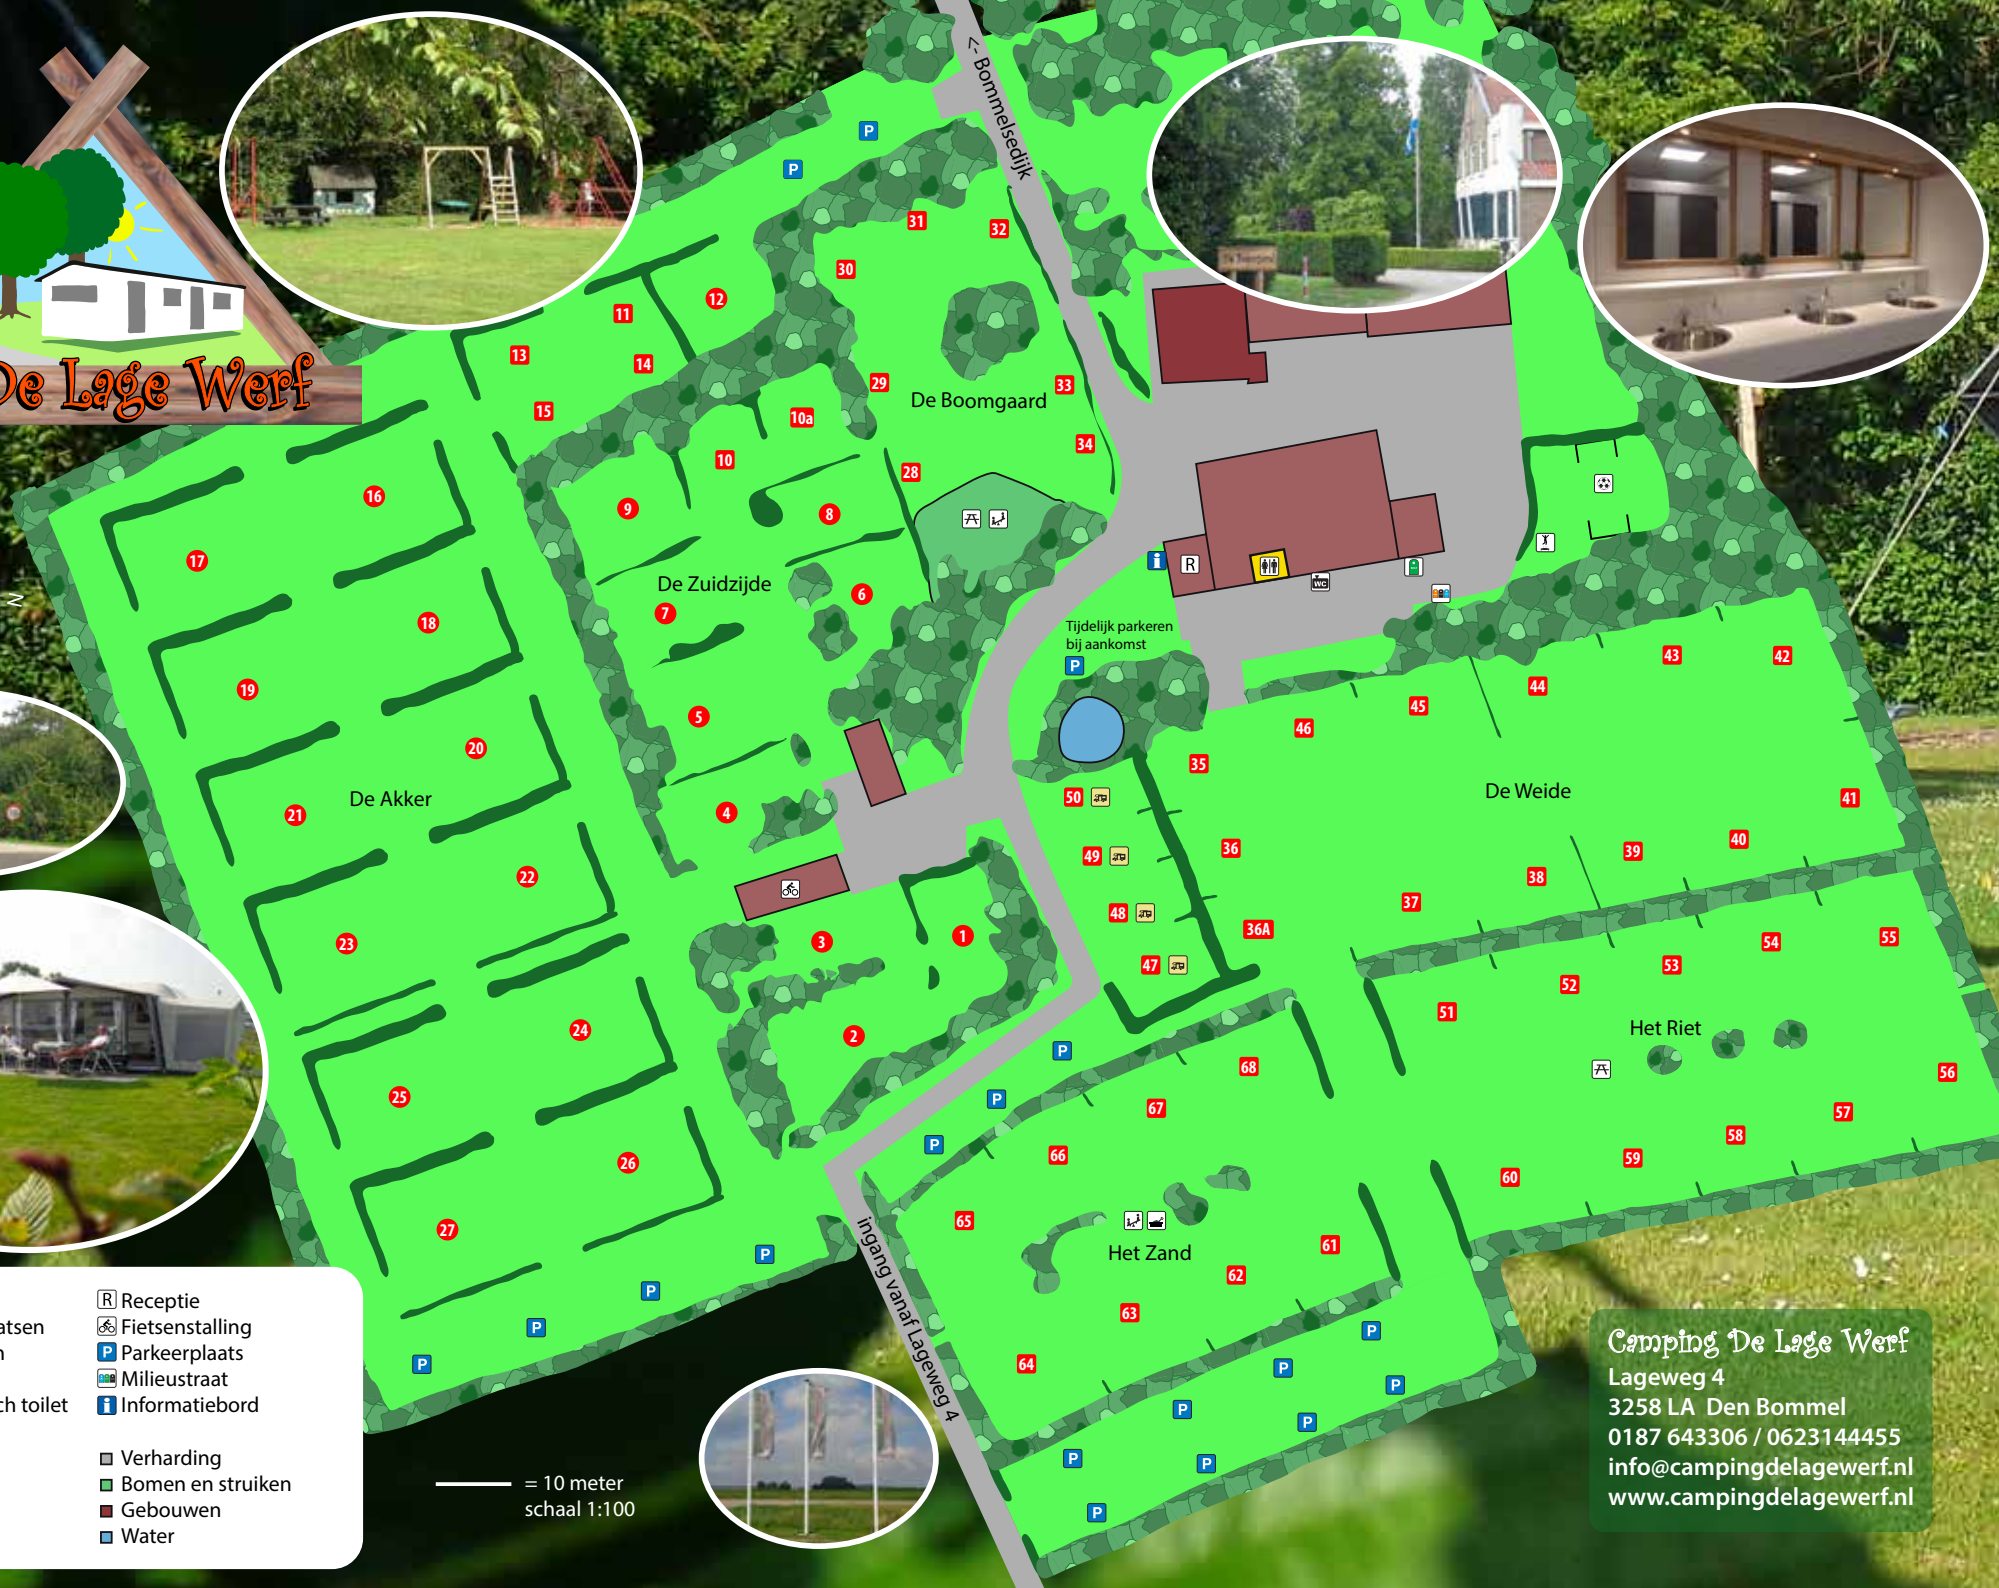 De Lage Werf
<- Bommelsedijk
P
P
31
32
30
12
11
13
14
15
29
De Boomgaard
33
10a
34
10
28
16
9
8
17
N
De Zuidzijde
7
6
18
19
5
20
De Akker
21
4
22
23
3
1
2
24
25
26
27
i
R
WC
Tijdelijk parkeren
bij aankomst
P
43
42
44
45
46
35
De Weide
50
41
49
36
40
39
38
37
48
36A
47
55
54
53
52
51
Het Riet
56
57
58
59
60
P
P
P
68
67
66
65
Het Zand
61
62
63
64
ingang vanaf Lageweg 4
P
P
P
P
P
P
P
P
P
P
P
P
atsen
n
ch toilet
R Receptie
Fietsenstalling
P Parkeerplaats
Milieustraat
i Informatiebord
Verharding
Bomen en struiken
Gebouwen
Water
= 10 meter
schaal 1:100
Camping De Lage Werf
Lageweg 4
3258 LA Den Bommel
0187 643306 / 0623144455
info@campingdelagewerf.nl
www.campingdelagewerf.nl